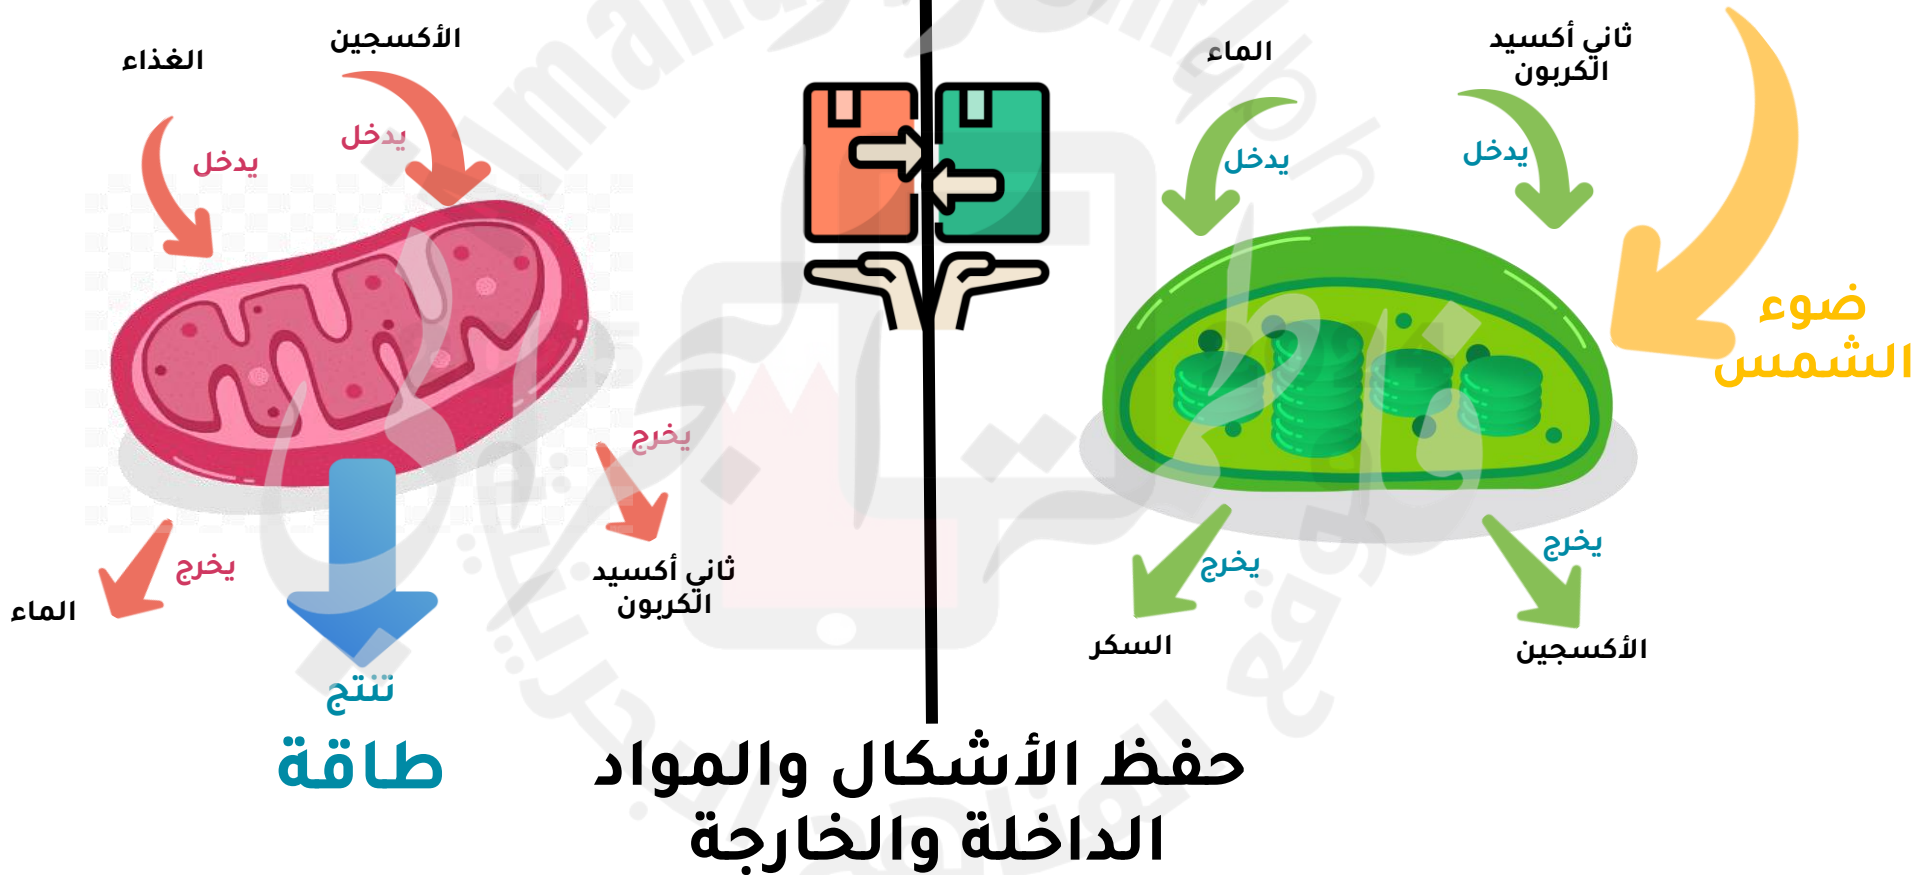 ثاني أكسيد
الكربون
الماء
يدخل
يدخل
ضوء
الشمس
يخرج
يخرج
السكر
الأكسجين
الأكسجين
الغذاء
يدخل
يدخل
يخرج
يخرج
ثاني أكسيد
الكربون
الماء
تنتج
طاقة
حفظ الأشكال والمواد
الداخلة والخارجة